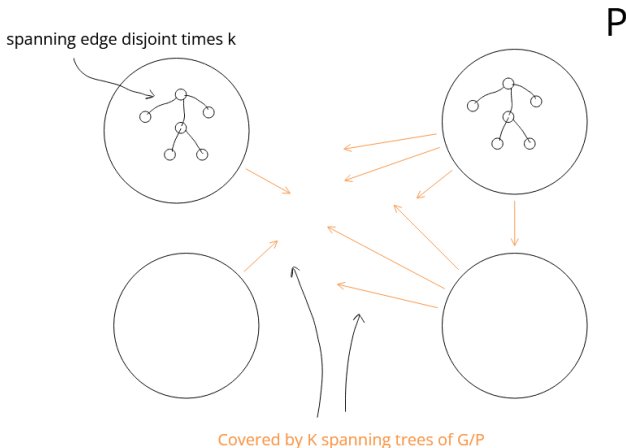 P
spanning edge disjoint times k
Covered by K spanning trees of G/P